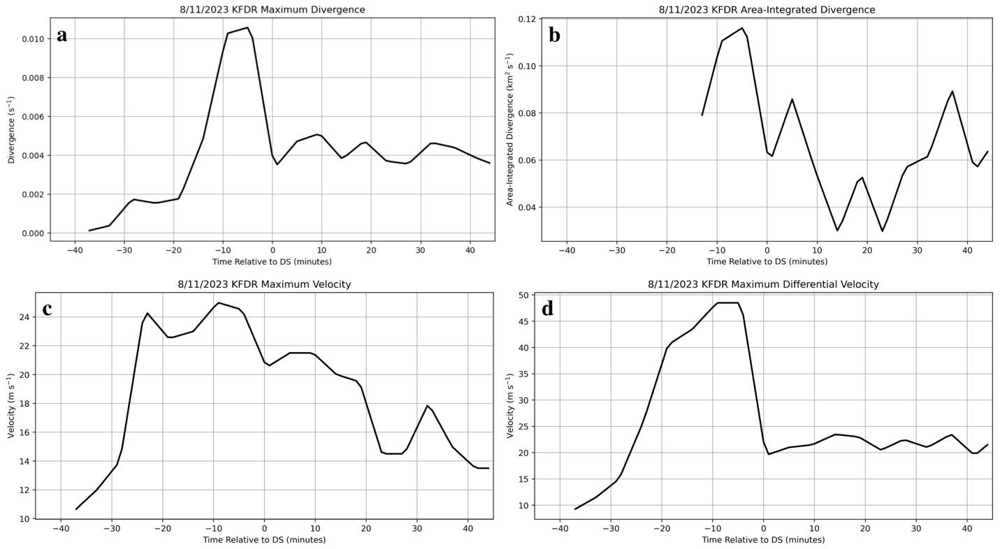 8/11/2023 KFDR Maximum Divergence
a
Divergence (s⁻¹)
0.010
0.008
0.006
0.004
0.002
0.000
−40 −30 −20 −10 0 10 20 30 40
Time Relative to DS (minutes)
8/11/2023 KFDR Area-Integrated Divergence
b
Area-Integrated Divergence (km² s⁻¹)
0.12
0.10
0.08
0.06
0.04
−40 −30 −20 −10 0 10 20 30 40
Time Relative to DS (minutes)
8/11/2023 KFDR Maximum Velocity
c
Velocity (m s⁻¹)
24
22
20
18
16
14
12
10
−40 −30 −20 −10 0 10 20 30 40
Time Relative to DS (minutes)
8/11/2023 KFDR Maximum Differential Velocity
d
Velocity (m s⁻¹)
50
45
40
35
30
25
20
15
10
−40 −30 −20 −10 0 10 20 30 40
Time Relative to DS (minutes)